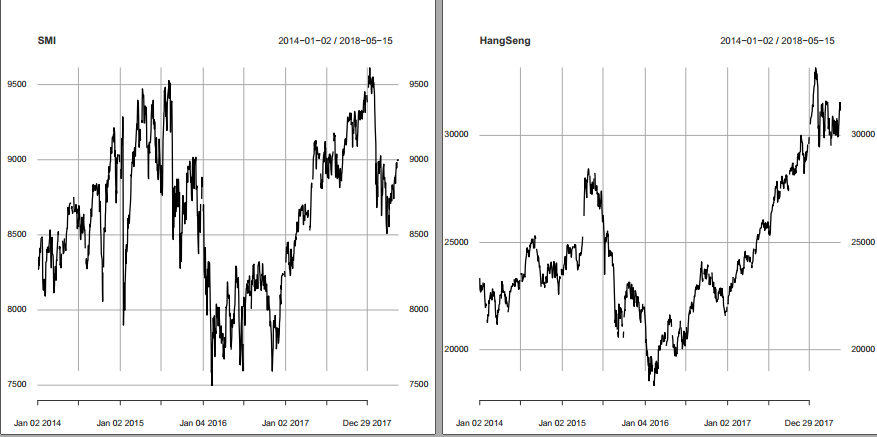 SMI 2014−01−02 / 2018−05−15
9500 9500
9000 9000
8500 8500
8000 8000
7500 7500
Jan 02 2014 Jan 02 2015 Jan 04 2016 Jan 02 2017 Dec 29 2017
HangSeng 2014−01−02 / 2018−05−15
30000 30000
25000 25000
20000 20000
Jan 02 2014 Jan 02 2015 Jan 04 2016 Jan 02 2017 Dec 29 2017